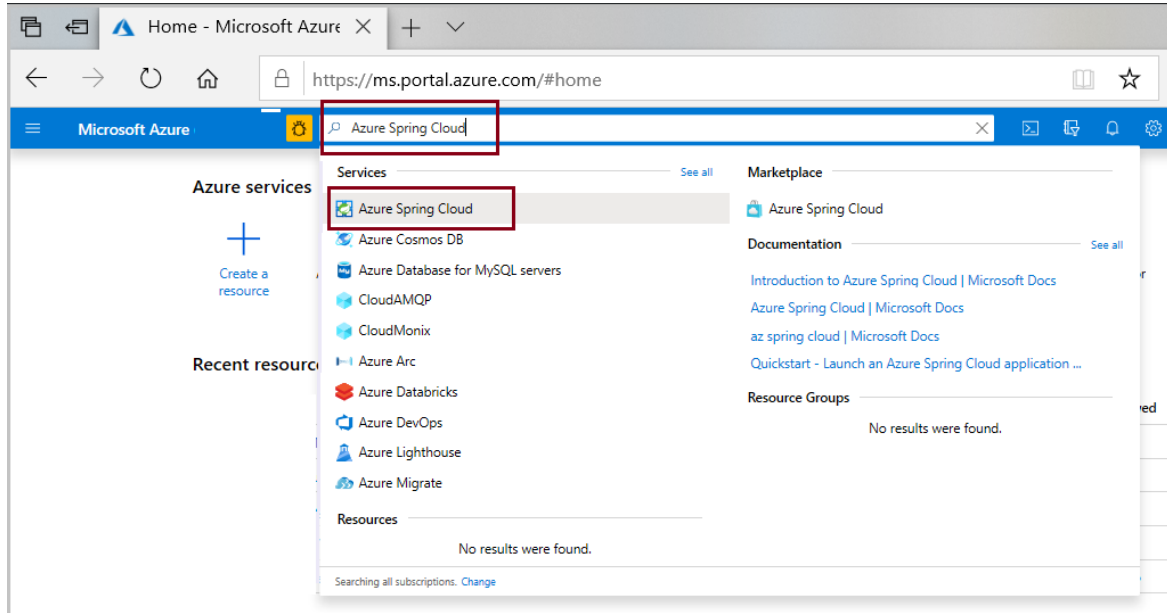 Home - Microsoft Azure
https://ms.portal.azure.com/#home
Microsoft Azure
Azure Spring Cloud
Azure services
Create a
resource
Recent
Services
See all
Azure Spring Cloud
Azure Cosmos DB
Azure Database for MySQL servers
CloudAMQP
CloudMonix
Azure Arc
Azure Databricks
Azure DevOps
Azure Lighthouse
Azure Migrate
Resources
No results were found.
Searching all subscriptions. Change
Marketplace
Azure Spring Cloud
Documentation
See all
Introduction to Azure Spring Cloud | Microsoft Docs
Azure Spring Cloud | Microsoft Docs
az spring cloud | Microsoft Docs
Quickstart - Launch an Azure Spring Cloud application ...
Resource Groups
No results were found.